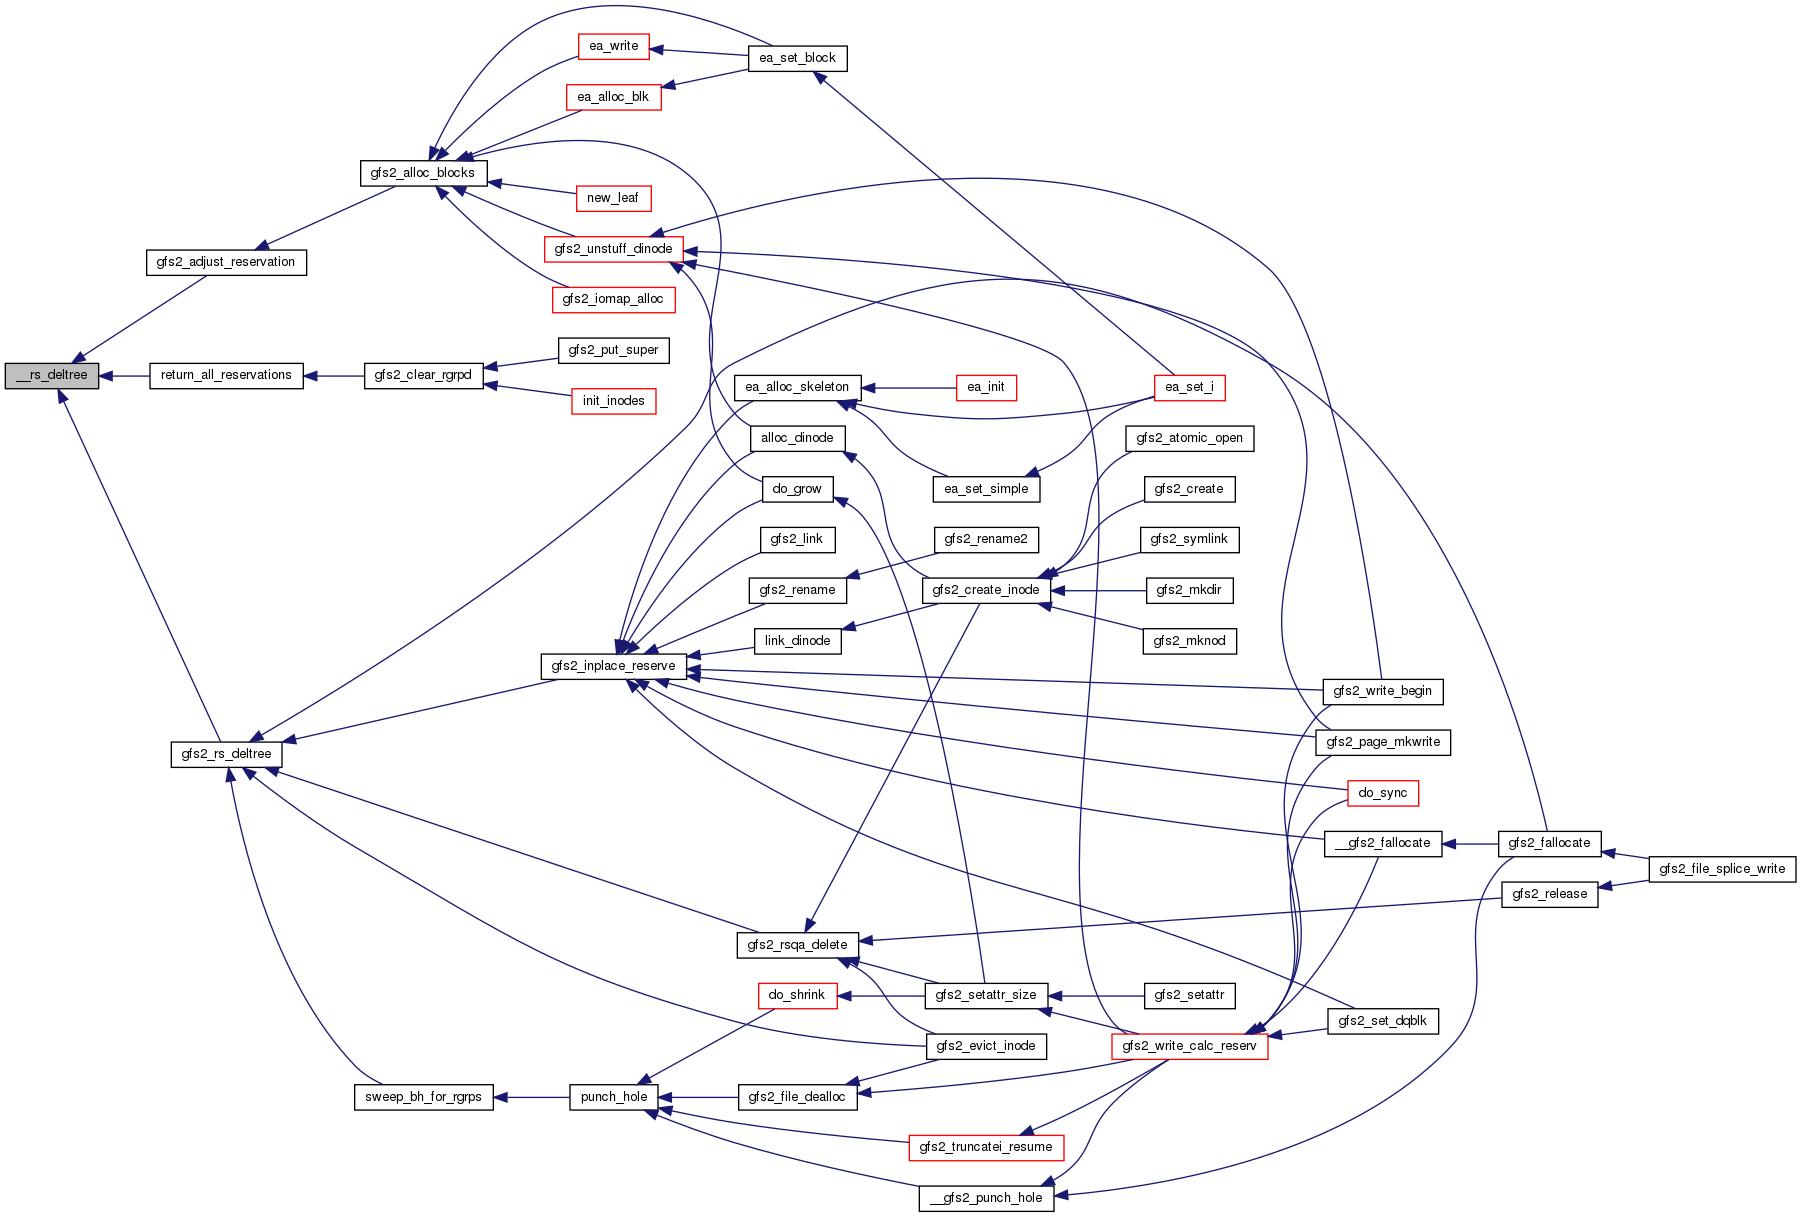 __rs_deltree
gfs2_adjust_reservation
return_all_reservations
gfs2_rs_deltree
gfs2_alloc_blocks
gfs2_clear_rgrpd
sweep_bh_for_rgrps
ea_write
ea_alloc_blk
new_leaf
gfs2_unstuff_dinode
gfs2_iomap_alloc
gfs2_put_super
init_inodes
gfs2_inplace_reserve
punch_hole
ea_set_block
ea_alloc_skeleton
alloc_dinode
do_grow
gfs2_link
gfs2_rename
link_dinode
gfs2_rsqa_delete
do_shrink
gfs2_file_dealloc
ea_init
ea_set_simple
gfs2_rename2
gfs2_create_inode
gfs2_setattr_size
gfs2_evict_inode
gfs2_truncatei_resume
__gfs2_punch_hole
ea_set_i
gfs2_atomic_open
gfs2_create
gfs2_symlink
gfs2_mkdir
gfs2_mknod
gfs2_setattr
gfs2_write_calc_reserv
gfs2_write_begin
gfs2_page_mkwrite
do_sync
__gfs2_fallocate
gfs2_set_dqblk
gfs2_fallocate
gfs2_release
gfs2_file_splice_write